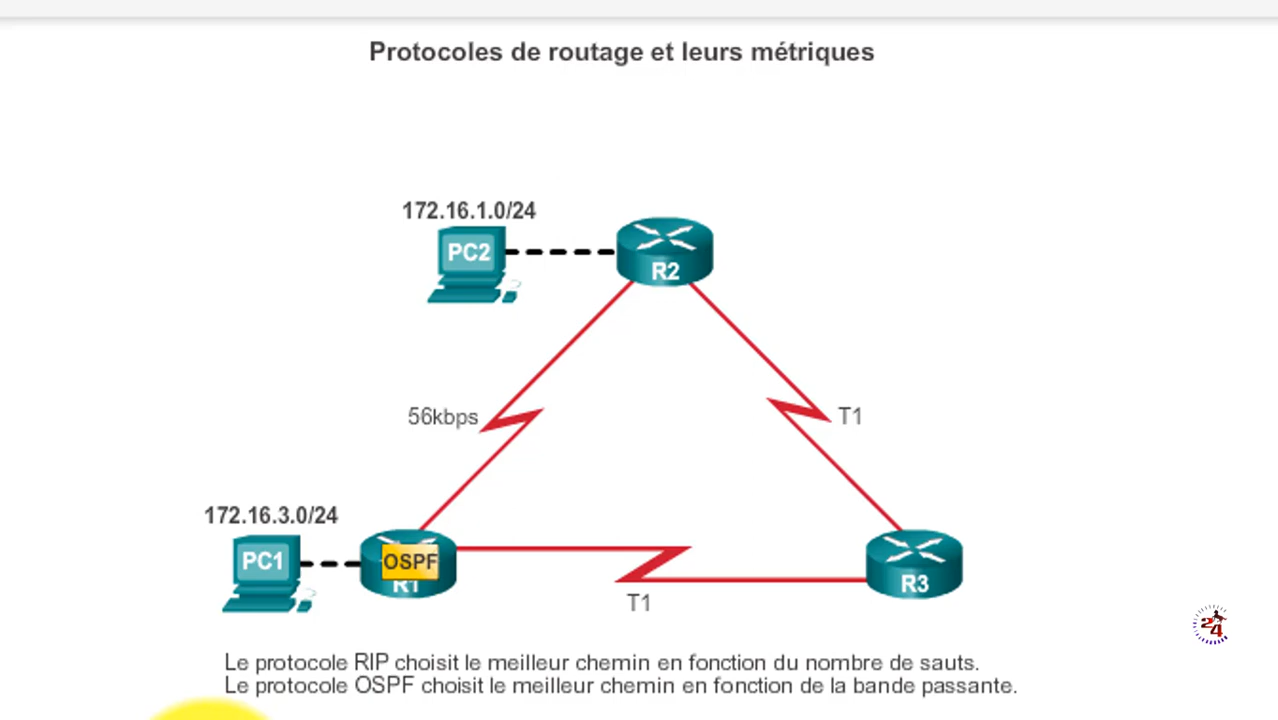 Protocoles de routage et leurs métriques
172.16.1.0/24
PC2
R2
56kbps
T1
172.16.3.0/24
PC1
OSPF
R1
R3
T1
24
Le protocole RIP choisit le meilleur chemin en fonction du nombre de sauts.
Le protocole OSPF choisit le meilleur chemin en fonction de la bande passante.